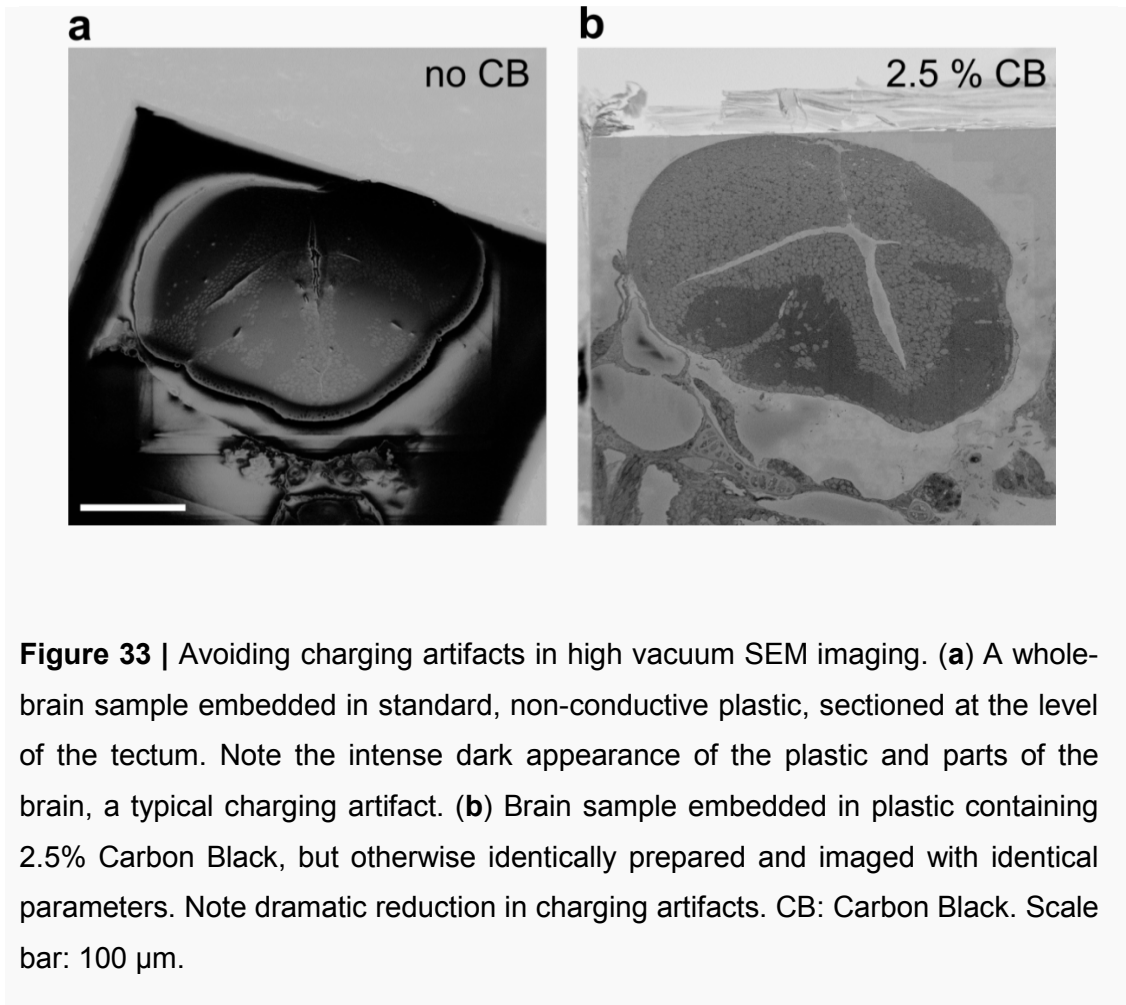 a
b
no CB
2.5 % CB
Figure 33 | Avoiding charging artifacts in high vacuum SEM imaging. (a) A whole-
brain sample embedded in standard, non-conductive plastic, sectioned at the level
of the tectum. Note the intense dark appearance of the plastic and parts of the
brain, a typical charging artifact. (b) Brain sample embedded in plastic containing
2.5% Carbon Black, but otherwise identically prepared and imaged with identical
parameters. Note dramatic reduction in charging artifacts. CB: Carbon Black. Scale
bar: 100 µm.